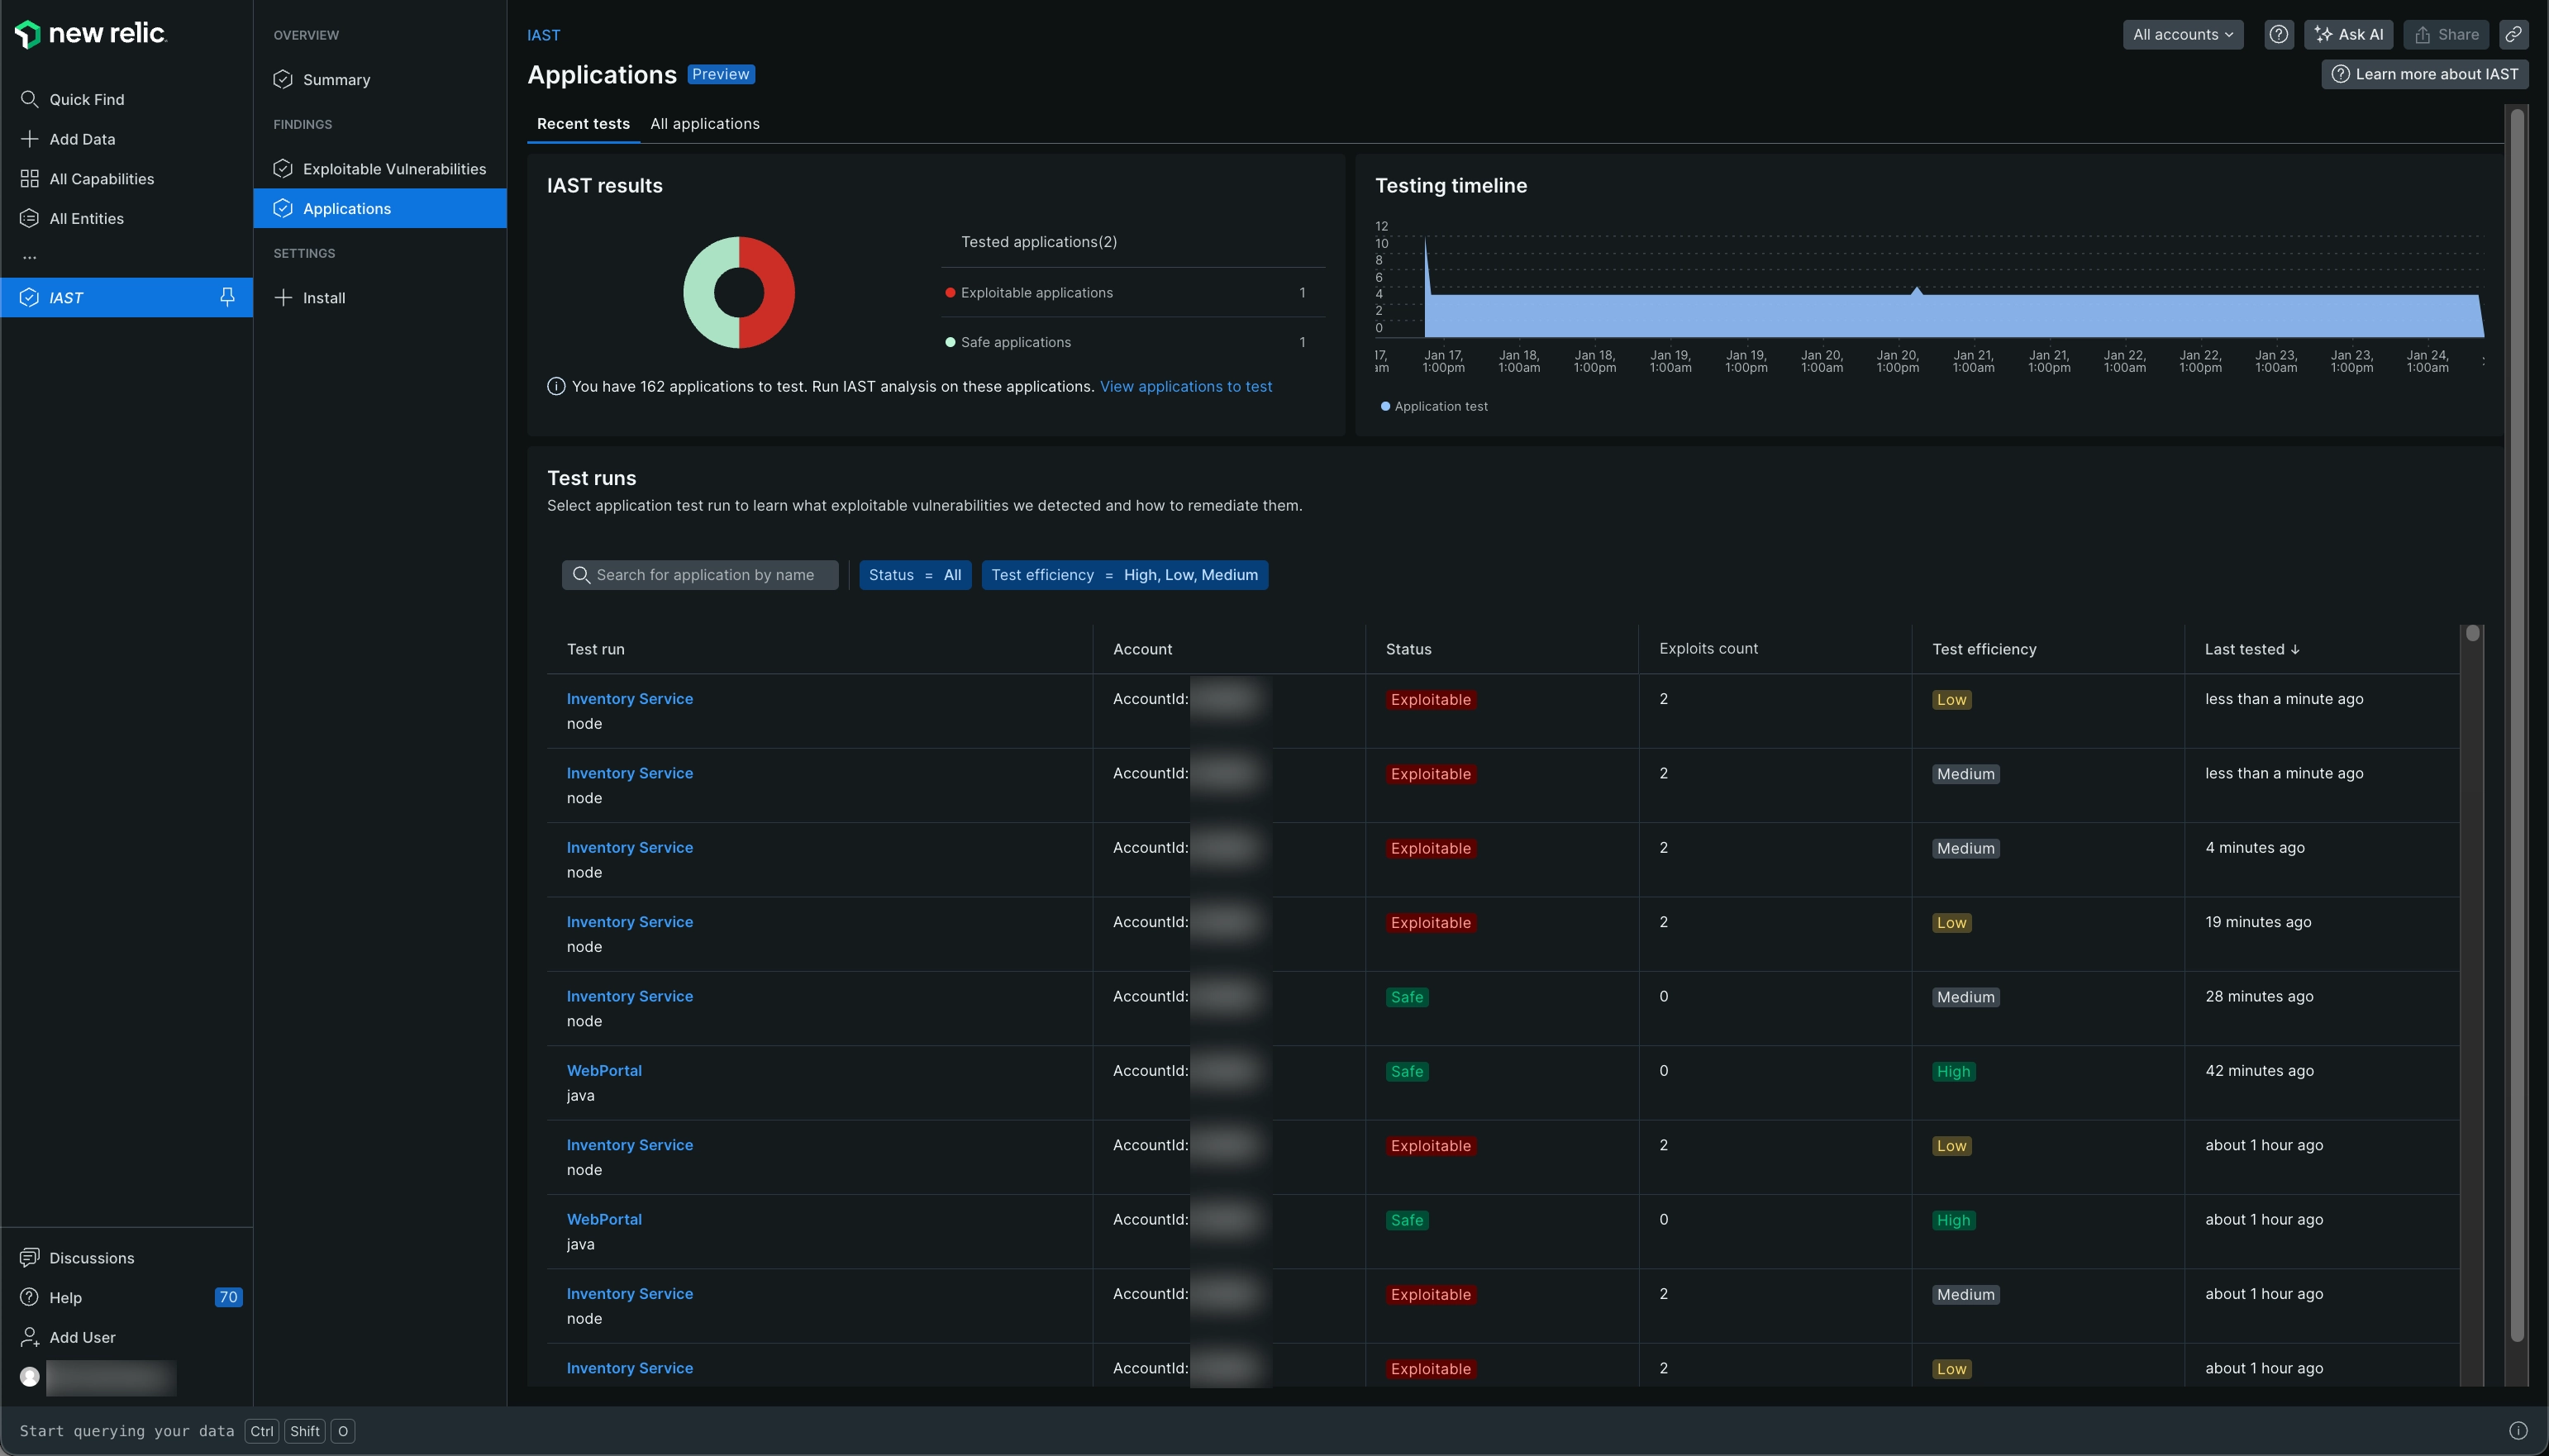 new relic.
Quick Find
Add Data
All Capabilities
All Entities
...
IAST
Discussions
Help 70
Add User
OVERVIEW
Summary
FINDINGS
Exploitable Vulnerabilities
Applications
SETTINGS
Install
IAST
All accounts
Ask AI
Share
Applications Preview
Learn more about IAST
Recent tests All applications
IAST results
Tested applications(2)
Exploitable applications 1
Safe applications 1
You have 162 applications to test. Run IAST analysis on these applications. View applications to test
Testing timeline
12
10
8
6
4
2
0
17, Jan 17, Jan 18, Jan 18, Jan 19, Jan 19, Jan 20, Jan 20, Jan 21, Jan 21, Jan 22, Jan 22, Jan 23, Jan 23, Jan 24,
am 1:00pm 1:00am 1:00pm 1:00am 1:00pm 1:00am 1:00pm 1:00am 1:00pm 1:00am 1:00pm 1:00am 1:00pm 1:00am
Application test
Test runs
Select application test run to learn what exploitable vulnerabilities we detected and how to remediate them.
Search for application by name
Status = All
Test efficiency = High, Low, Medium
Test run Account Status Exploits count Test efficiency Last tested ↓
Inventory Service AccountId: Exploitable 2 Low less than a minute ago
node
Inventory Service AccountId: Exploitable 2 Medium less than a minute ago
node
Inventory Service AccountId: Exploitable 2 Medium 4 minutes ago
node
Inventory Service AccountId: Exploitable 2 Low 19 minutes ago
node
Inventory Service AccountId: Safe 0 Medium 28 minutes ago
node
WebPortal AccountId: Safe 0 High 42 minutes ago
java
Inventory Service AccountId: Exploitable 2 Low about 1 hour ago
node
WebPortal AccountId: Safe 0 High about 1 hour ago
java
Inventory Service AccountId: Exploitable 2 Medium about 1 hour ago
node
Inventory Service AccountId: Exploitable 2 Low about 1 hour ago
Start querying your data Ctrl Shift O